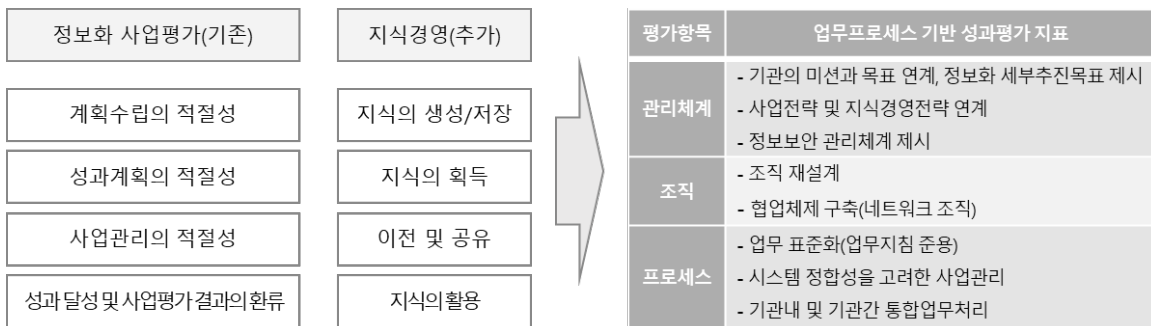 정보화 사업평가(기존)
계획수립의 적절성
성과계획의 적절성
사업관리의 적절성
성과 달성 및 사업평가 결과의 환류
지식경영(추가)
지식의 생성/저장
지식의 획득
이전 및 공유
지식의 활용
평가항목 업무프로세스 기반 성과평가 지표
관리체계
- 기관의 미션과 목표 연계, 정보화 세부추진목표 제시
- 사업전략 및 지식경영전략 연계
- 정보보안 관리체계 제시
조직
- 조직 재설계
- 협업체제 구축(네트워크 조직)
프로세스
- 업무 표준화(업무지침 준용)
- 시스템 정합성을 고려한 사업관리
- 기관내 및 기관간 통합업무처리